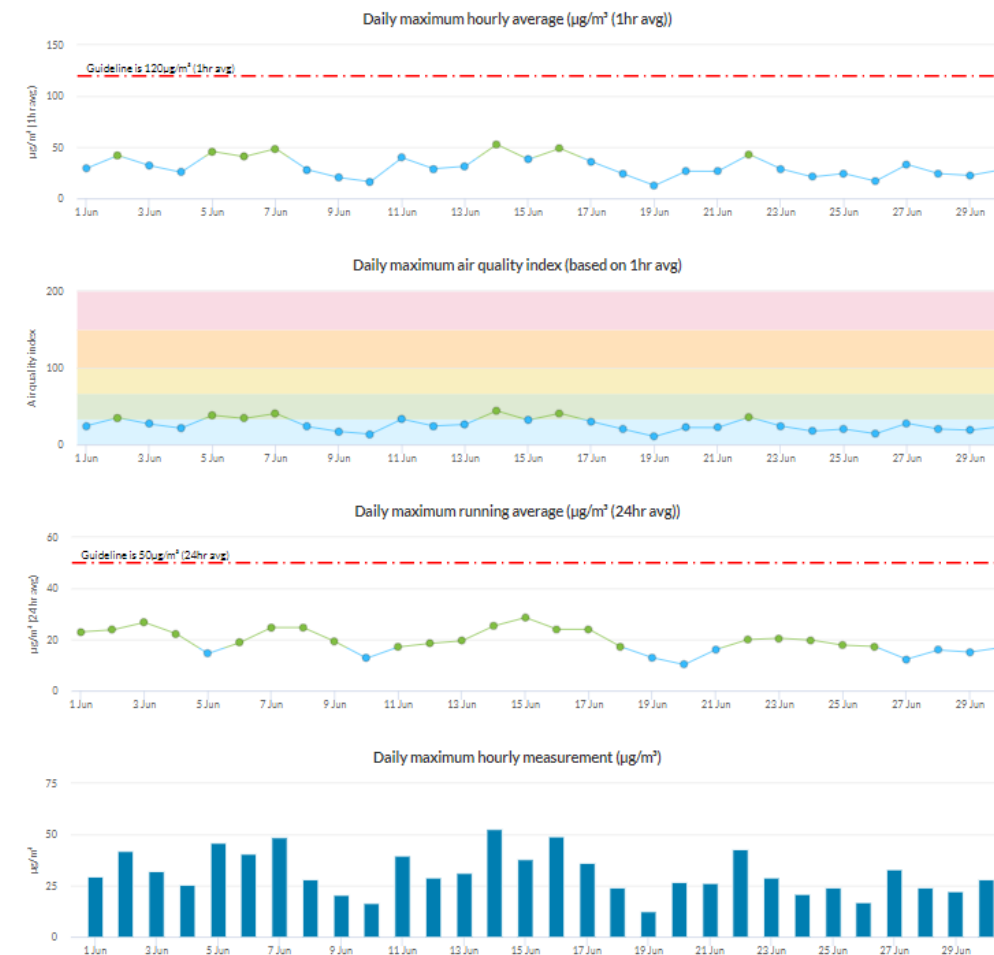 Daily maximum hourly average (µg/m³ (1hr avg))
150
Guideline is 120µg/m³ (1hr avg)
100
µg/m³ (1hr avg)
50
0
1 Jun 3 Jun 5 Jun 7 Jun 9 Jun 11 Jun 13 Jun 15 Jun 17 Jun 19 Jun 21 Jun 23 Jun 25 Jun 27 Jun 29 Jun
Daily maximum air quality index (based on 1hr avg)
200
Air quality index
100
0
1 Jun 3 Jun 5 Jun 7 Jun 9 Jun 11 Jun 13 Jun 15 Jun 17 Jun 19 Jun 21 Jun 23 Jun 25 Jun 27 Jun 29 Jun
Daily maximum running average (µg/m³ (24hr avg))
60
Guideline is 50µg/m³ (24hr avg)
40
µg/m³ (24hr avg)
20
0
1 Jun 3 Jun 5 Jun 7 Jun 9 Jun 11 Jun 13 Jun 15 Jun 17 Jun 19 Jun 21 Jun 23 Jun 25 Jun 27 Jun 29 Jun
Daily maximum hourly measurement (µg/m³)
75
50
µg/m³
25
0
1 Jun 3 Jun 5 Jun 7 Jun 9 Jun 11 Jun 13 Jun 15 Jun 17 Jun 19 Jun 21 Jun 23 Jun 25 Jun 27 Jun 29 Jun